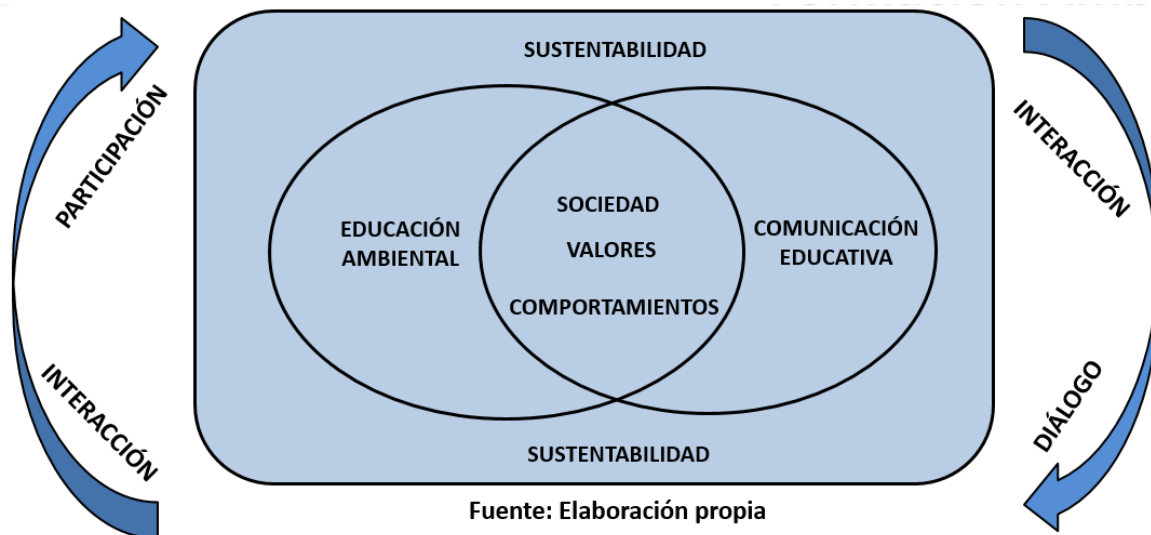 SUSTENTABILIDAD
PARTICIPACIÓN
INTERACCIÓN
EDUCACIÓN
AMBIENTAL
SOCIEDAD
VALORES
COMPORTAMIENTOS
COMUNICACIÓN
EDUCATIVA
INTERACCIÓN
DIÁLOGO
SUSTENTABILIDAD
Fuente: Elaboración propia